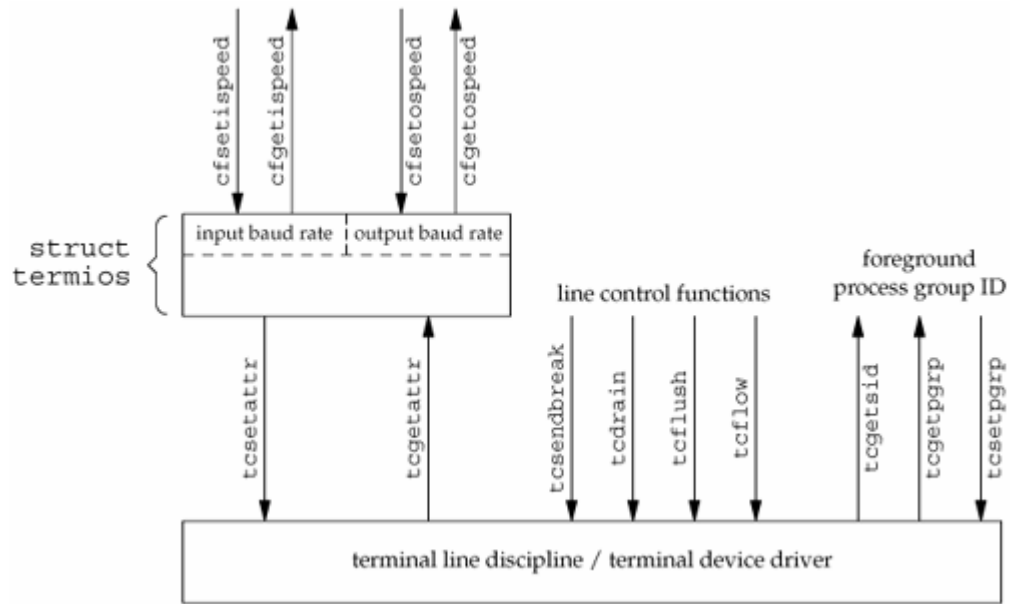 cfsetispeed
cfgetispeed
cfsetospeed
cfgetospeed
struct
termios
input baud rate
output baud rate
line control functions
foreground
process group ID
tcsetattr
tcgetattr
tcsendbreak
tcdrain
tcflush
tcflow
tcgetsid
tcgetpgrp
tcsetpgrp
terminal line discipline / terminal device driver